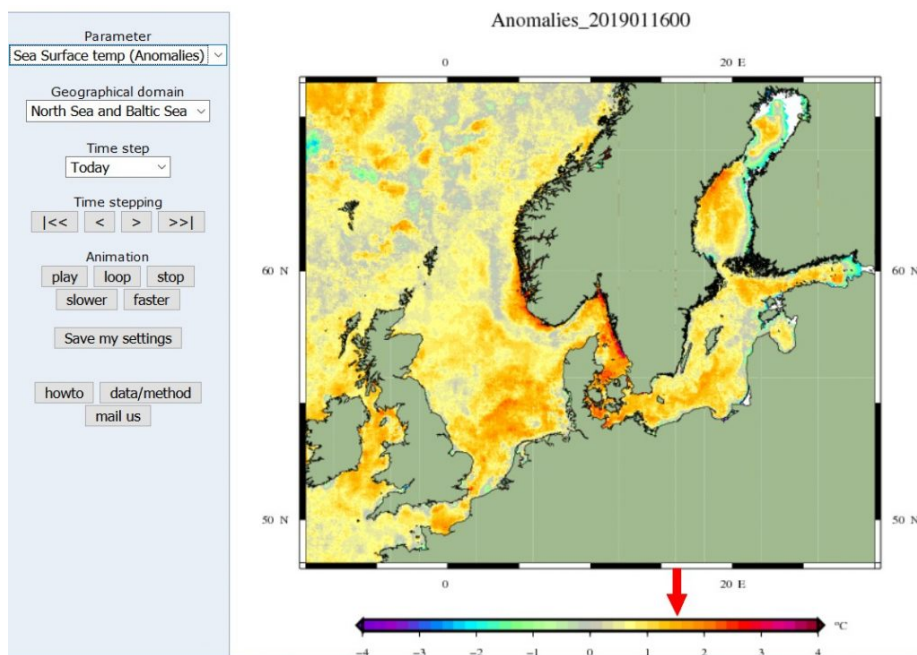 Anomalies_2019011600
Parameter
Sea Surface temp (Anomalies)
Geographical domain
North Sea and Baltic Sea
Time step
Today
Time stepping
|<< < > >>|
Animation
play loop stop
slower faster
Save my settings
howto data/method
mail us
0 20 E
60 N 60 N
50 N 50 N
0 20 E
°C
-4 -3 -2 -1 0 1 2 3 4